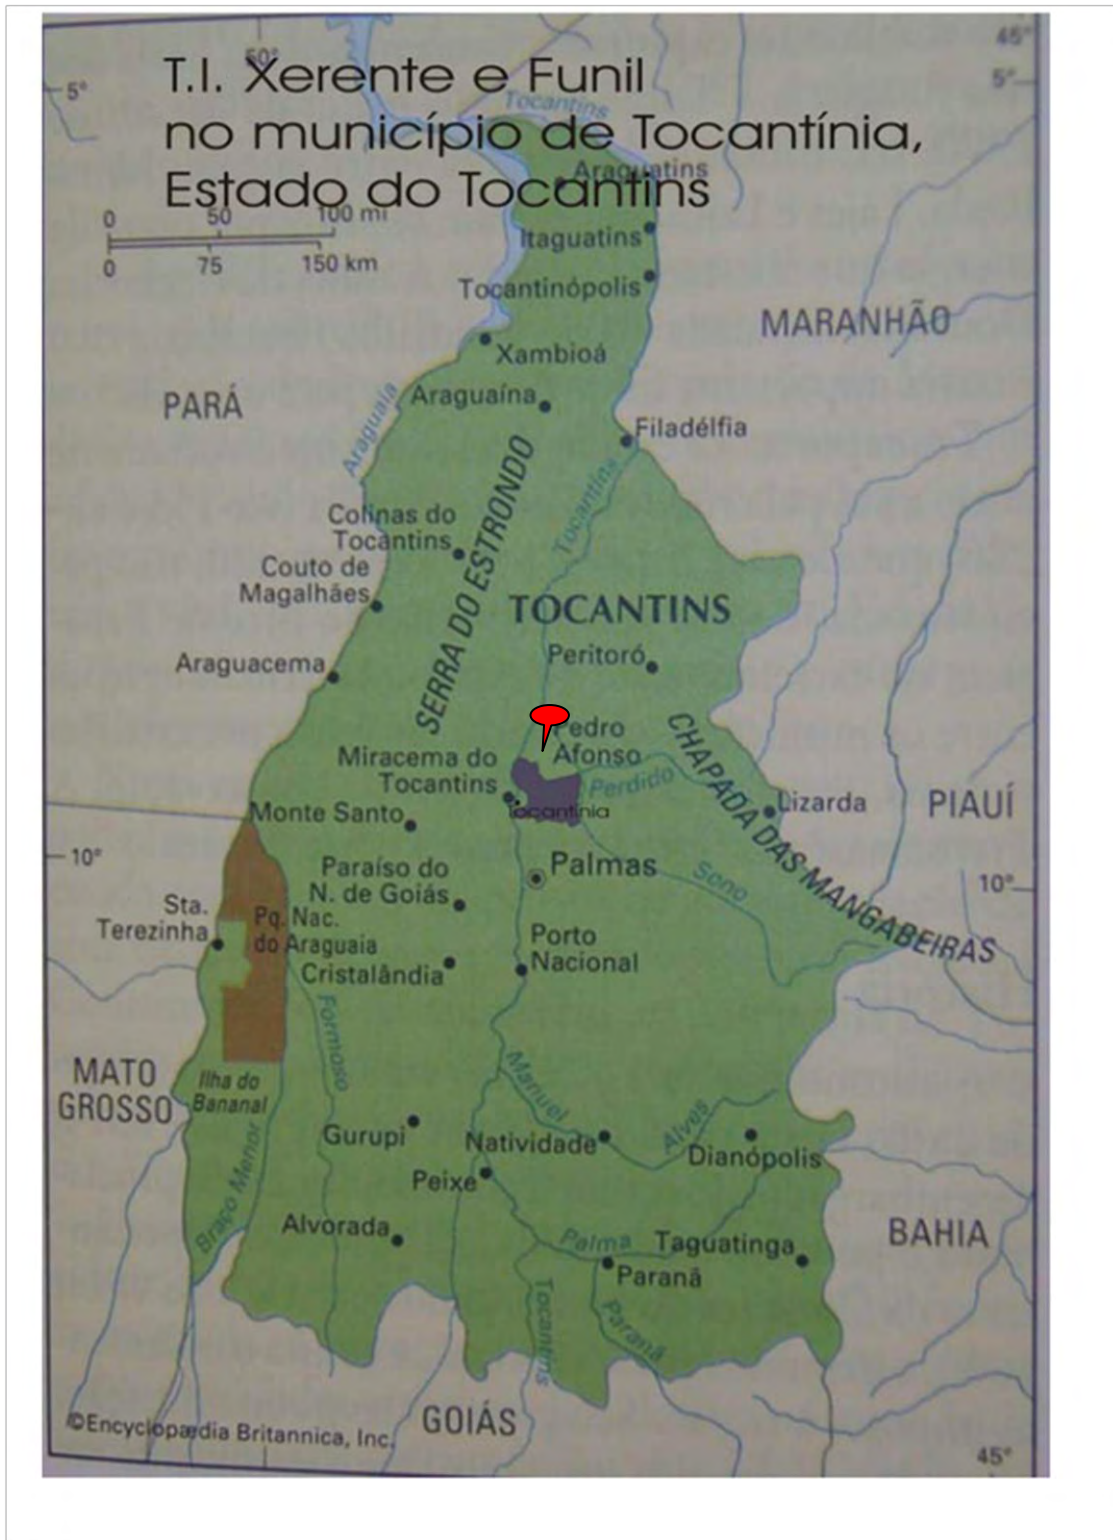 50°
45°
5°
5°
T.I. Xerente e Funil
no município de Tocantínia,
Estado do Tocantins
0 50 100 mi
0 75 150 km
Tocantins
Araguatins
Itaguatins
Tocantinópolis
MARANHÃO
Xambioá
PARÁ
Araguaína
Araguaia
Filadélfia
SERRA DO ESTRONDO
Tocantins
Colinas do
Tocantins
Couto de
Magalhães
TOCANTINS
Peritoró
Araguacema
CHAPADA DAS MANGABEIRAS
Pedro
Afonso
Miracema do
Tocantins
Perdido
Tocantínia
Lizarda
PIAUÍ
Monte Santo
10°
Paraíso do
N. de Goiás
Palmas
Sono
10°
Sta.
Terezinha
Pq. Nac.
do Araguaia
Cristalândia
Porto
Nacional
Formoso
MATO
GROSSO
Ilha do
Bananal
Manuel
Alves
Gurupi
Natividade
Dianópolis
Peixe
Braço Menor
Alvorada
Palma
Taguatinga
Paranã
BAHIA
Tocantins
Paranã
GOIÁS
©Encyclopædia Britannica, Inc.
45°